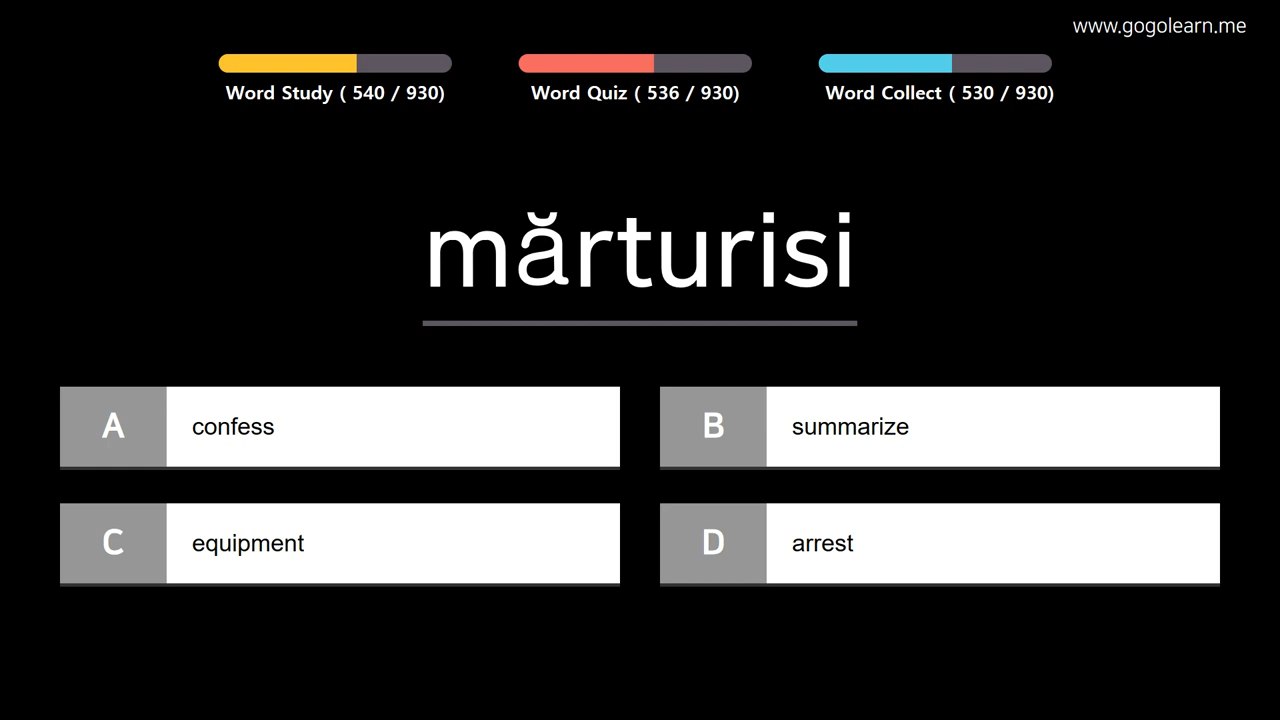 www.gogolearn.me
Word Study ( 540 / 930)
Word Quiz ( 536 / 930)
Word Collect ( 530 / 930)
mărturisi
A confess
B summarize
C equipment
D arrest